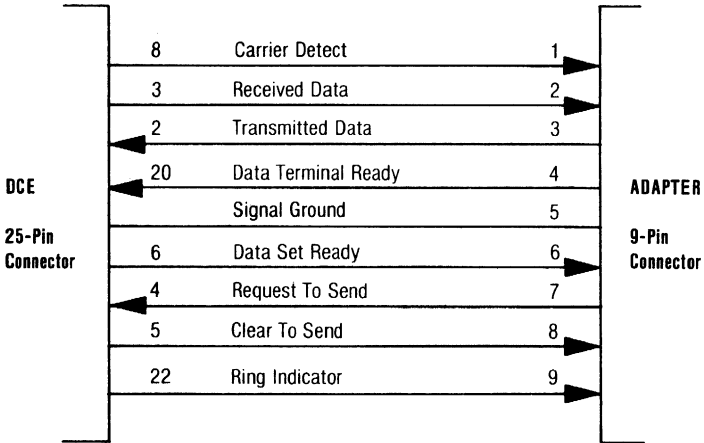 8 Carrier Detect 1
3 Received Data 2
2 Transmitted Data 3
20 Data Terminal Ready 4
DCE
ADAPTER
Signal Ground 5
25-Pin
Connector
9-Pin
Connector
6 Data Set Ready 6
4 Request To Send 7
5 Clear To Send 8
22 Ring Indicator 9